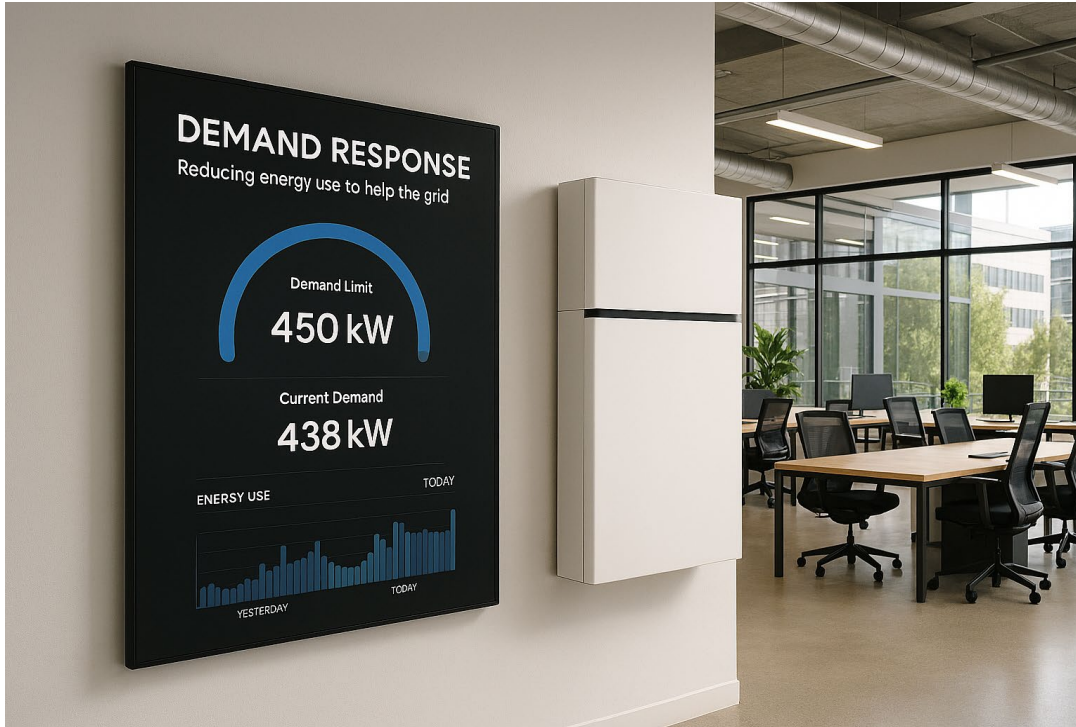 DEMAND RESPONSE
Reducing energy use to help the grid
Demand Limit
450 kW
Current Demand
438 kW
ENERSY USE
TODAY
YESTERDAY
TODAY